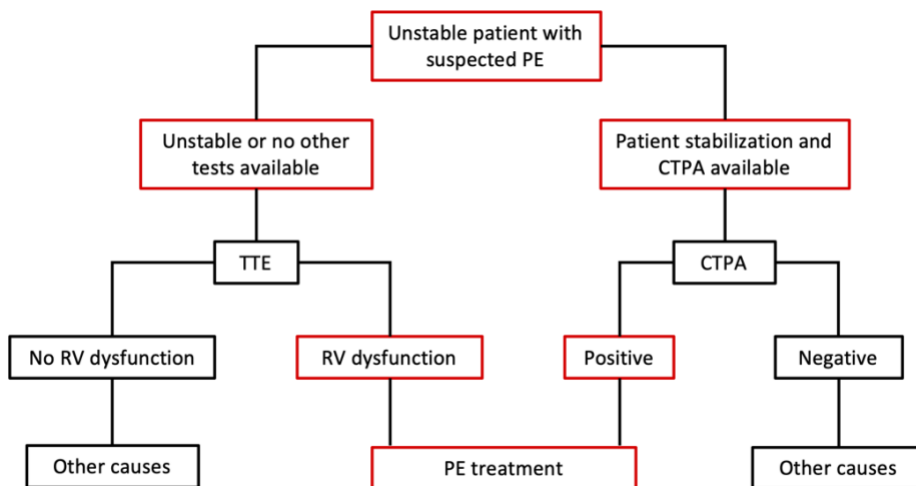 Unstable patient with
suspected PE
Unstable or no other
tests available
Patient stabilization and
CTPA available
TTE
CTPA
No RV dysfunction
RV dysfunction
Positive
Negative
Other causes
PE treatment
Other causes